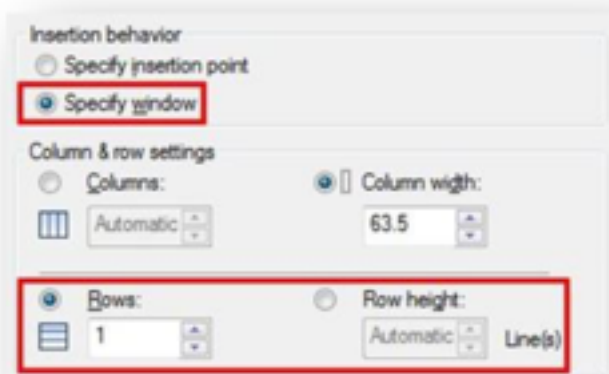 Insertion behavior
Specify insertion point
Specify window
Column & row settings
Columns: Column width:
Automatic 63.5
Rows: Row height:
1 Automatic Line(s)